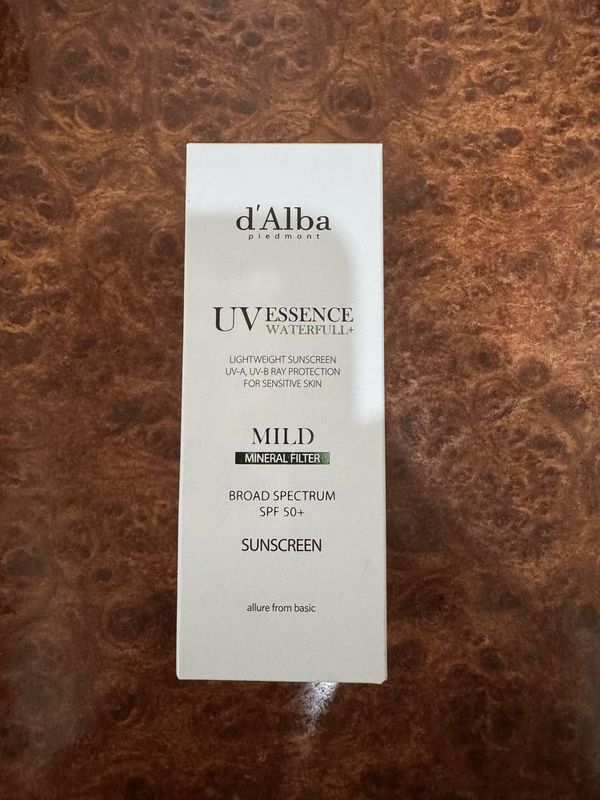 d'Alba
piedmont
UV ESSENCE
WATERFULL+
LIGHTWEIGHT SUNSCREEN
UV-A, UV-B RAY PROTECTION
FOR SENSITIVE SKIN
MILD
MINERAL FILTER
BROAD SPECTRUM
SPF 50+
SUNSCREEN
allure from basic